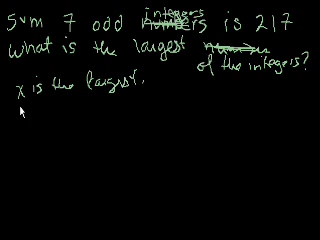 Sum 7 odd integers is 217
What is the largest
of the integers?
x is the largest.